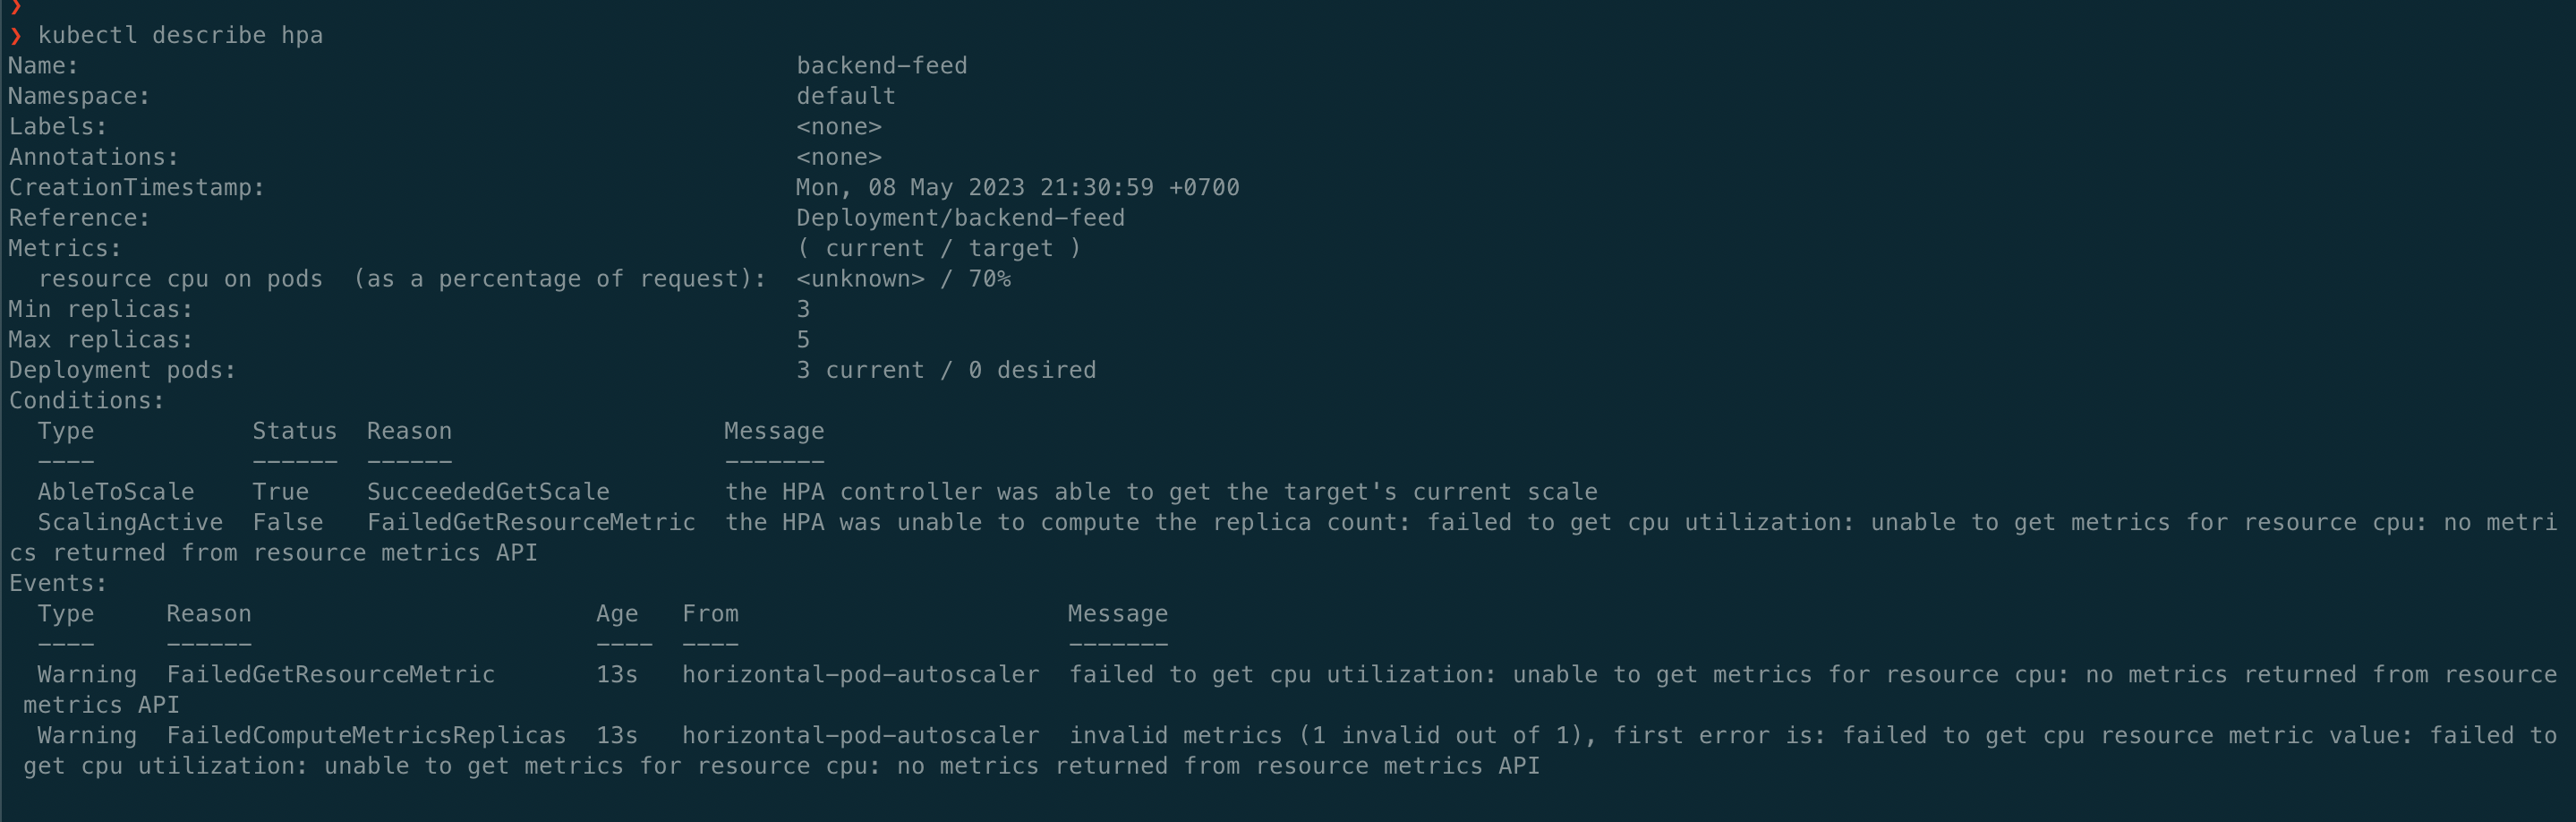 ❯
❯ kubectl describe hpa
Name:                                                  backend-feed
Namespace:                                             default
Labels:                                                <none>
Annotations:                                           <none>
CreationTimestamp:                                     Mon, 08 May 2023 21:30:59 +0700
Reference:                                             Deployment/backend-feed
Metrics:                                               ( current / target )
  resource cpu on pods  (as a percentage of request):  <unknown> / 70%
Min replicas:                                          3
Max replicas:                                          5
Deployment pods:                                       3 current / 0 desired
Conditions:
  Type           Status  Reason                   Message
  ----           ------  ------                   -------
  AbleToScale    True    SucceededGetScale        the HPA controller was able to get the target's current scale
  ScalingActive  False   FailedGetResourceMetric  the HPA was unable to compute the replica count: failed to get cpu utilization: unable to get metrics for resource cpu: no metri
cs returned from resource metrics API
Events:
  Type     Reason                        Age   From                       Message
  ----     ------                        ----  ----                       -------
  Warning  FailedGetResourceMetric       13s   horizontal-pod-autoscaler  failed to get cpu utilization: unable to get metrics for resource cpu: no metrics returned from resource
 metrics API
  Warning  FailedComputeMetricsReplicas  13s   horizontal-pod-autoscaler  invalid metrics (1 invalid out of 1), first error is: failed to get cpu resource metric value: failed to
 get cpu utilization: unable to get metrics for resource cpu: no metrics returned from resource metrics API